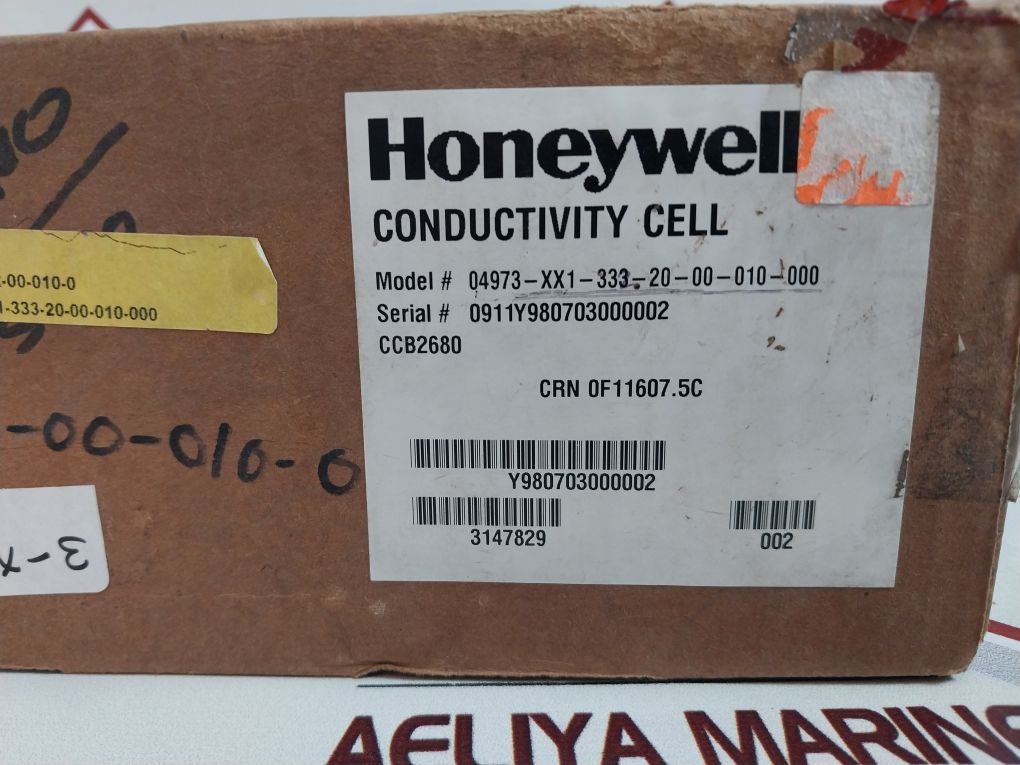 Honeywell
CONDUCTIVITY CELL
Model # 04973-XX1-333-20-00-010-000
Serial # 0911Y980703000002
CCB2680
CRN 0F11607.5C
Y980703000002
3147829
002
-00-010-0
1-333-20-00-010-000
-00-010-0
3-X
AELIYA MARINE